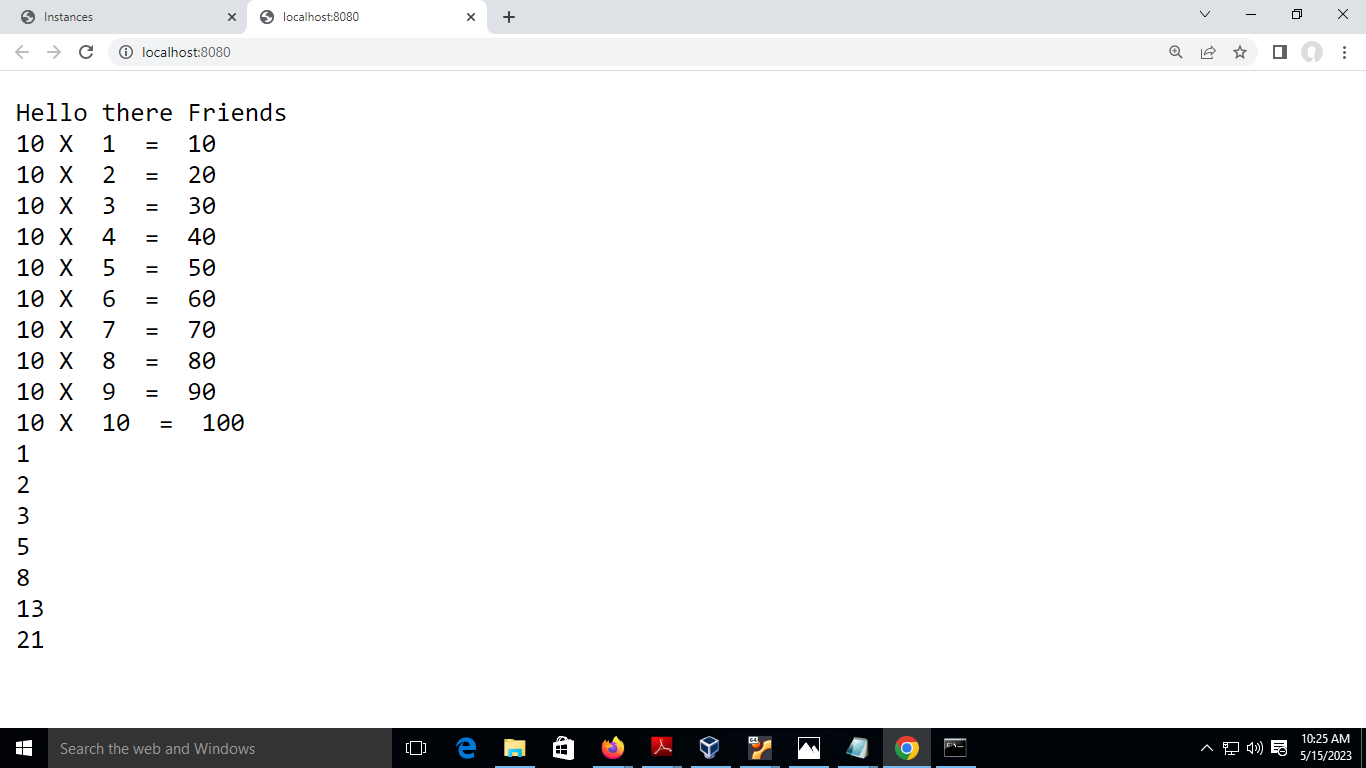 Instances
localhost:8080
localhost:8080
Hello there Friends
10 X  1  =  10
10 X  2  =  20
10 X  3  =  30
10 X  4  =  40
10 X  5  =  50
10 X  6  =  60
10 X  7  =  70
10 X  8  =  80
10 X  9  =  90
10 X  10  =  100
1
2
3
5
8
13
21
Search the web and Windows
10:25 AM
5/15/2023